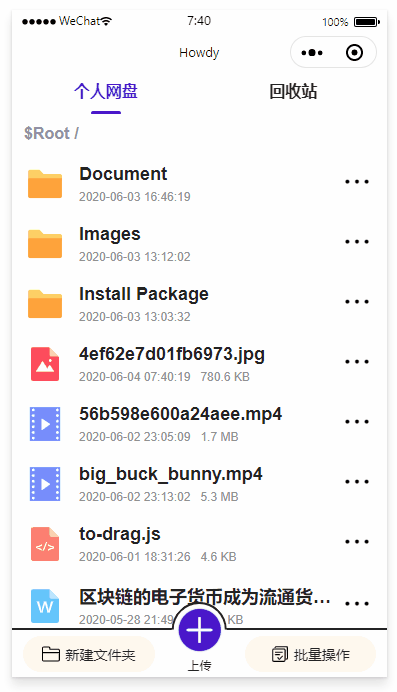 WeChat 7:40 100%
Howdy
个人网盘 回收站
$Root /
Document
2020-06-03 16:46:19
Images
2020-06-03 13:12:02
Install Package
2020-06-03 13:03:32
4ef62e7d01fb6973.jpg
2020-06-04 07:40:19 780.6 KB
56b598e600a24aee.mp4
2020-06-02 23:05:09 1.7 MB
big_buck_bunny.mp4
2020-06-02 23:13:02 5.3 MB
to-drag.js
</>
2020-06-01 18:31:26 4.6 KB
区块链的电子货币成为流通货...
W
2020-05-28 21:49 KB
新建文件夹 上传 批量操作